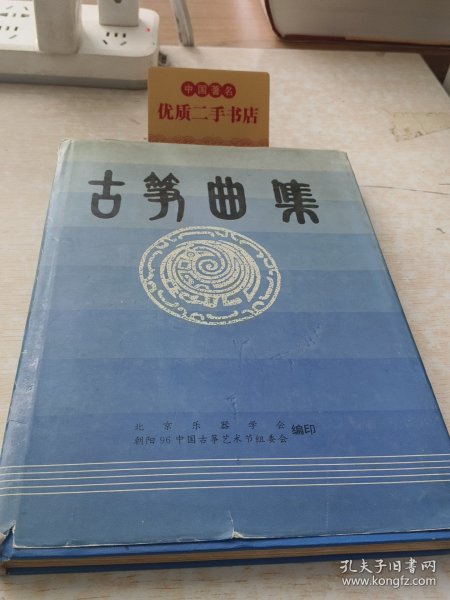 中国著名
优质二手书店
古筝曲集
北京乐器学会
朝阳96中国古筝艺术节组委会
编印
孔夫子旧书网
www.kongfz.com